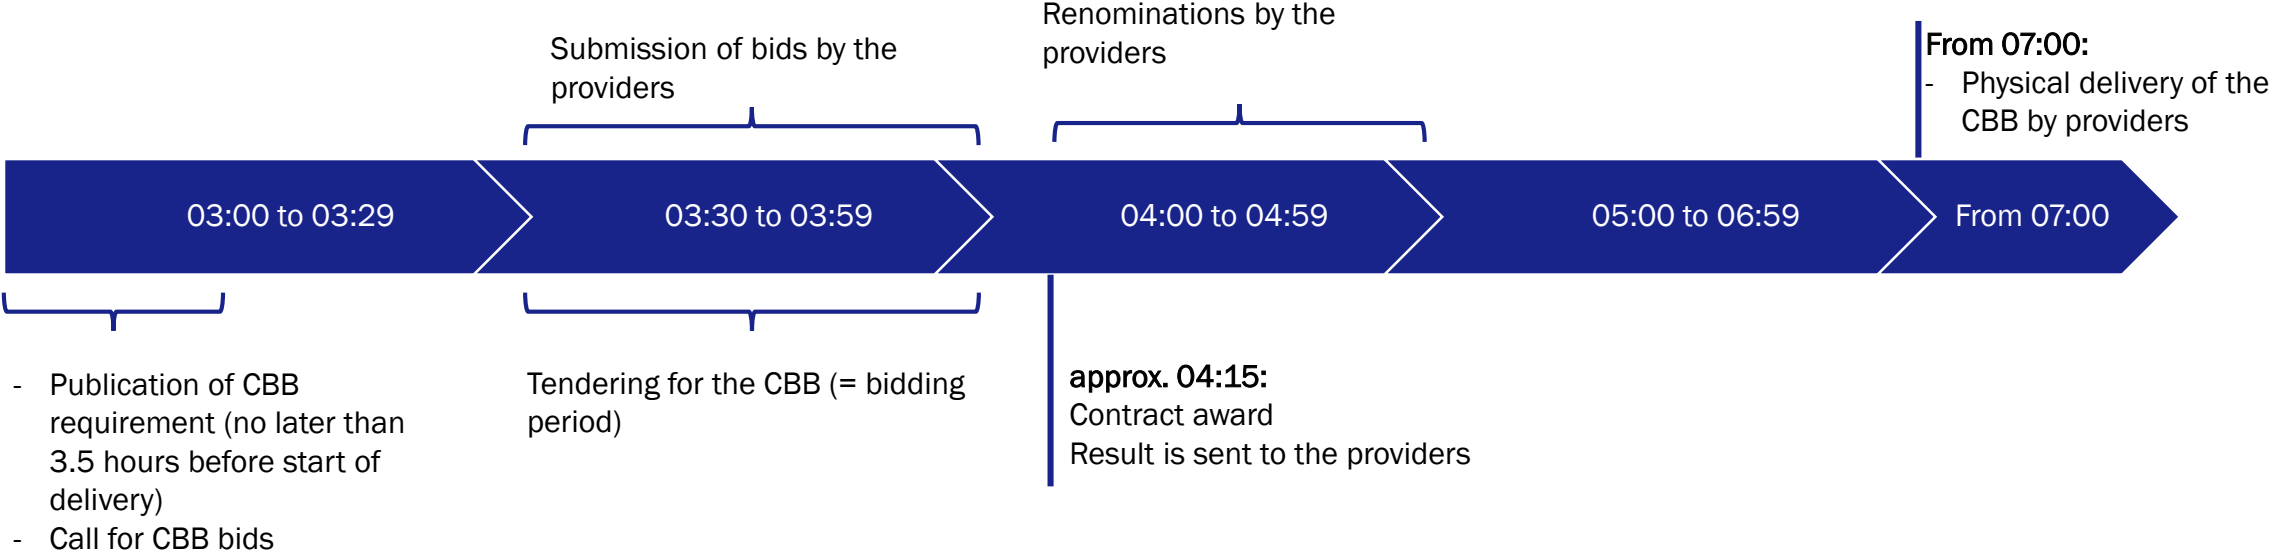 Submission of bids by the
providers
Renominations by the
providers
From 07:00:
- Physical delivery of the
CBB by providers
03:00 to 03:29
03:30 to 03:59
04:00 to 04:59
05:00 to 06:59
From 07:00
- Publication of CBB
requirement (no later than
3.5 hours before start of
delivery)
- Call for CBB bids
Tendering for the CBB (= bidding
period)
approx. 04:15:
Contract award
Result is sent to the providers